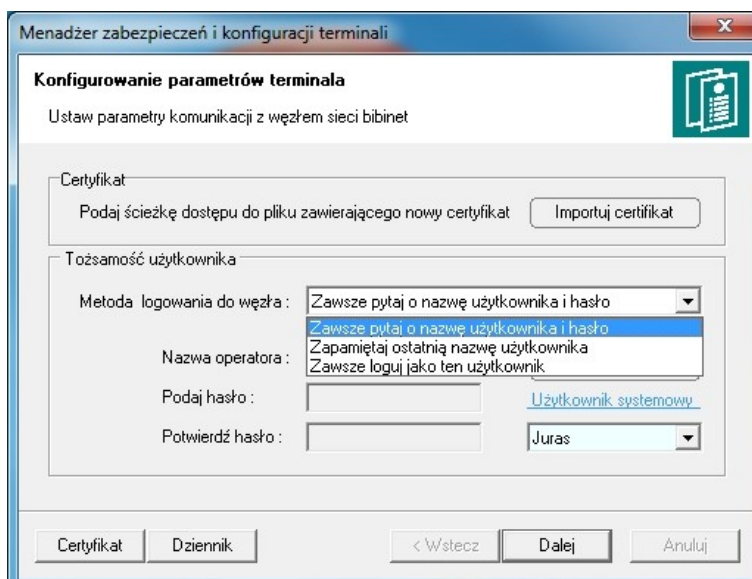 Menadżer zabezpieczeń i konfiguracji terminali
Konfigurowanie parametrów terminala
Ustaw parametry komunikacji z węzłem sieci bibinet
Certyfikat
Podaj ścieżkę dostępu do pliku zawierającego nowy certyfikat
Importuj certifikat
Tożsamość użytkownika
Metoda logowania do węzła :
Zawsze pytaj o nazwę użytkownika i hasło
Zawsze pytaj o nazwę użytkownika i hasło
Zapamiętaj ostatnią nazwę użytkownika
Zawsze loguj jako ten użytkownik
Nazwa operatora :
Podaj hasło :
Użytkownik systemowy
Potwierdź hasło :
Juras
Certyfikat
Dziennik
< Wstecz
Dalej
Anuluj